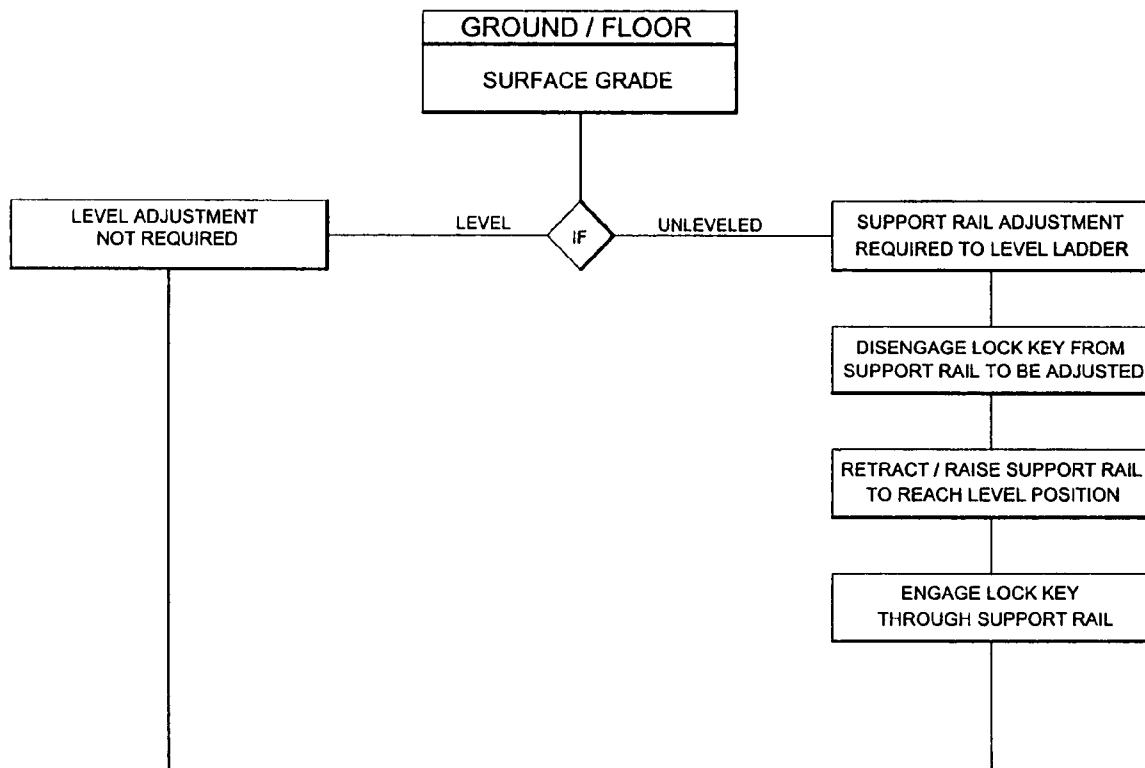 GROUND / FLOOR
SURFACE GRADE
LEVEL ADJUSTMENT
NOT REQUIRED
LEVEL
IF
UNLEVELED
SUPPORT RAIL ADJUSTMENT
REQUIRED TO LEVEL LADDER
DISENGAGE LOCK KEY FROM
SUPPORT RAIL TO BE ADJUSTED
RETRACT / RAISE SUPPORT RAIL
TO REACH LEVEL POSITION
ENGAGE LOCK KEY
THROUGH SUPPORT RAIL